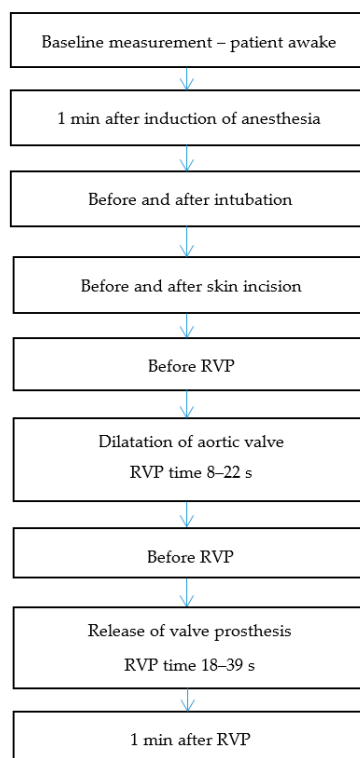 Baseline measurement – patient awake
1 min after induction of anesthesia
Before and after intubation
Before and after skin incision
Before RVP
Dilatation of aortic valve
RVP time 8–22 s
Before RVP
Release of valve prosthesis
RVP time 18–39 s
1 min after RVP